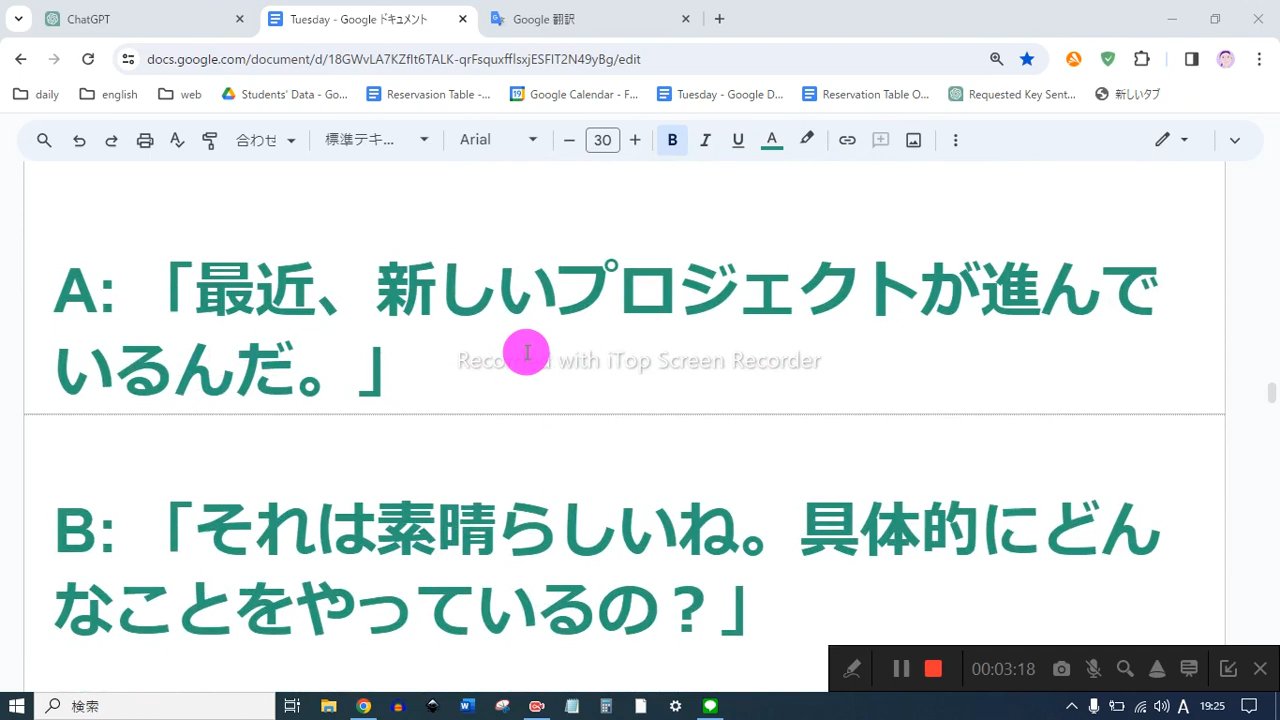 ChatGPT
Tuesday - Google ドキュメント
Google 翻訳
docs.google.com/document/d/
/edit
daily
english
web
Students' Data - Go...
Reservasion Table -...
Google Calendar - F...
Tuesday - Google D...
Reservation Table O...
Requested Key Sent...
新しいタブ
合わせ
標準テキ...
Arial
30
B
I
U
A
A: 「最近、新しいプロジェクトが進んで
いるんだ。」
Recorded with iTop Screen Recorder
B: 「それは素晴らしいね。具体的にどん
なことをやっているの？」
00:03:18
検索
A
19:25